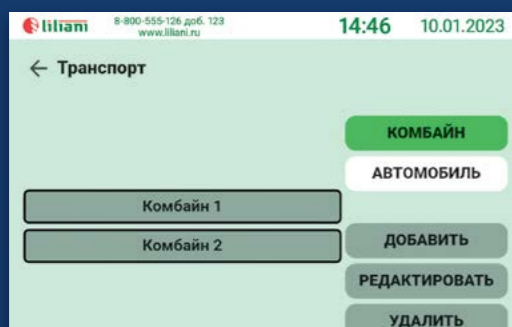 liliani
8-800-555-126 доб. 123
www.liliani.ru
14:46 10.01.2023
← Транспорт
КОМБАЙН
АВТОМОБИЛЬ
Комбайн 1
Комбайн 2
ДОБАВИТЬ
РЕДАКТИРОВАТЬ
УДАЛИТЬ